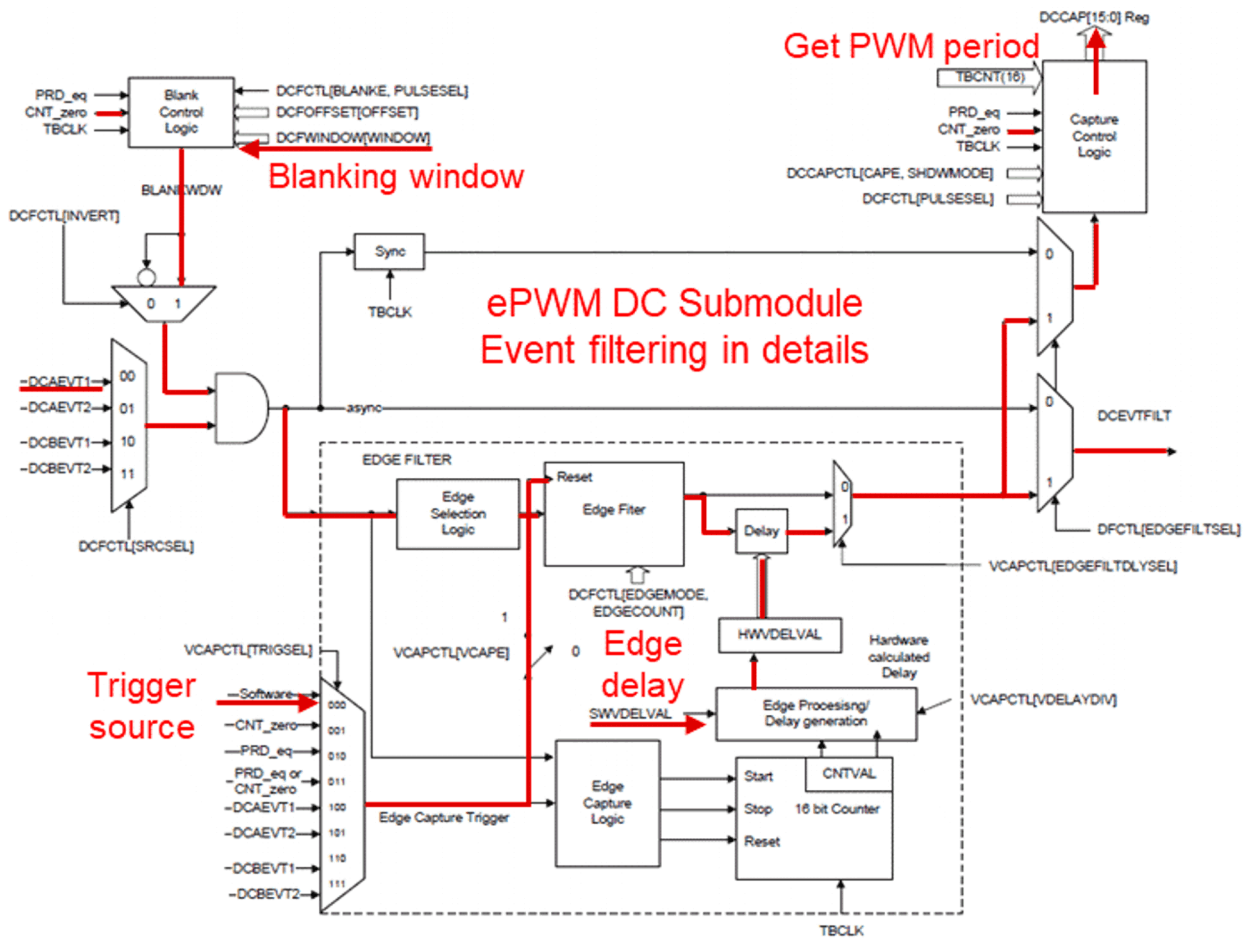 DCCAP[15:0] Reg
Get PWM period
TBCNT(16)
PRD_eq
CNT_zero
TBCLK
Blank
Control
Logic
DCFCTL[BLANKE, PULSESEL]
DCFOFFSET[OFFSET]
DCFWINDOW[WINDOW]
Blanking window
PRD_eq
CNT_zero
TBCLK
Capture
Control
Logic
DCCAPCTL[CAPE, SHDWMODE]
DCFCTL[PULSESEL]
BLANKWDW
DCFCTL[INVERT]
0 1
Sync
TBCLK
0
1
ePWM DC Submodule
Event filtering in details
DCAEVT1
DCAEVT2
DCBEVT1
DCBEVT2
00
01
10
11
async
0
1
DCEVTFILT
DCFCTL[SRCSEL]
DFCTL[EDGEFILTSEL]
EDGE FILTER
Edge
Selection
Logic
Reset
Edge Fiter
Delay
0
1
VCAPCTL[EDGEFILTDLYSEL]
DCFCTL[EDGEMODE,
EDGECOUNT]
1
0
VCAPCTL[VCAPE]
HWVDELVAL
Hardware
calculated
Delay
Edge
delay
SWVDELVAL
Edge Procesisng/
Delay generation
VCAPCTL[VDELAYDIV]
VCAPCTL[TRIGSEL]
Trigger
source
Software
CNT_zero
PRD_eq
PRD_eq or
CNT_zero
DCAEVT1
DCAEVT2
DCBEVT1
DCBEVT2
000
001
010
011
100
101
110
111
Edge Capture Trigger
Edge
Capture
Logic
Start
Stop
Reset
CNTVAL
16 bit Counter
TBCLK